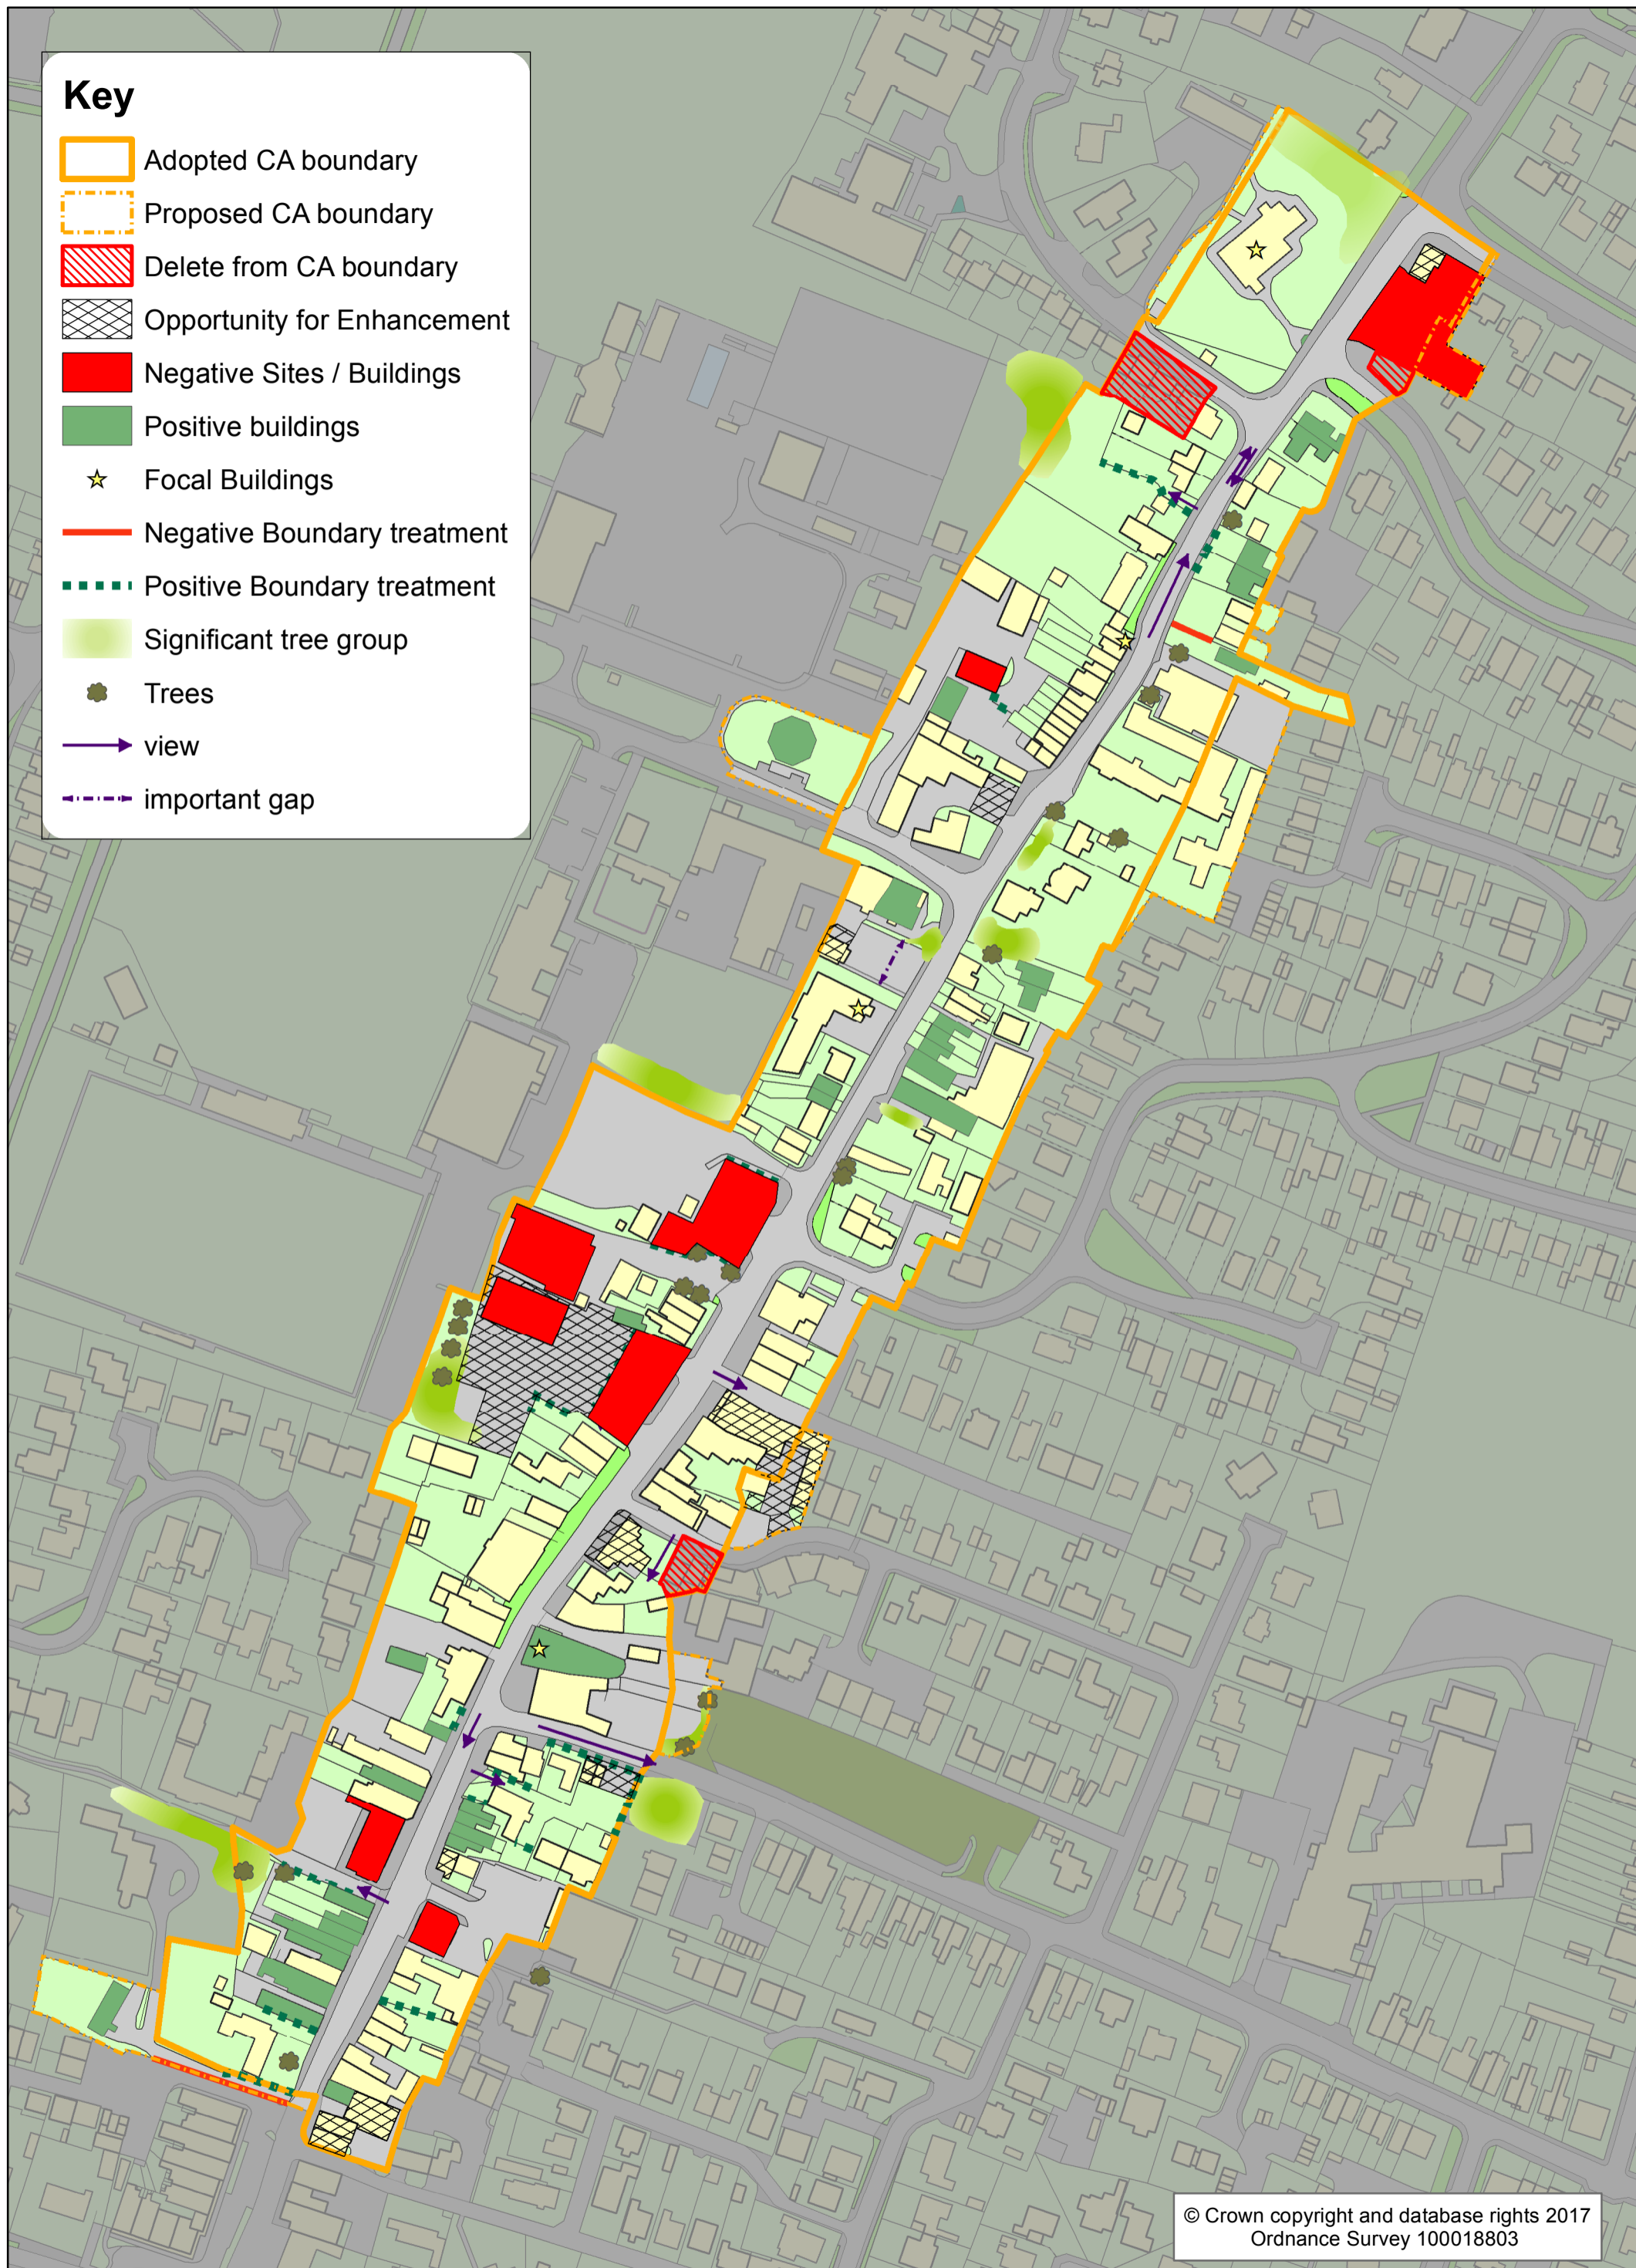 Key
Adopted CA boundary
Proposed CA boundary
Delete from CA boundary
Opportunity for Enhancement
Negative Sites / Buildings
Positive buildings
Focal Buildings
Negative Boundary treatment
Positive Boundary treatment
Significant tree group
Trees
view
important gap
© Crown copyright and database rights 2017
Ordnance Survey 100018803